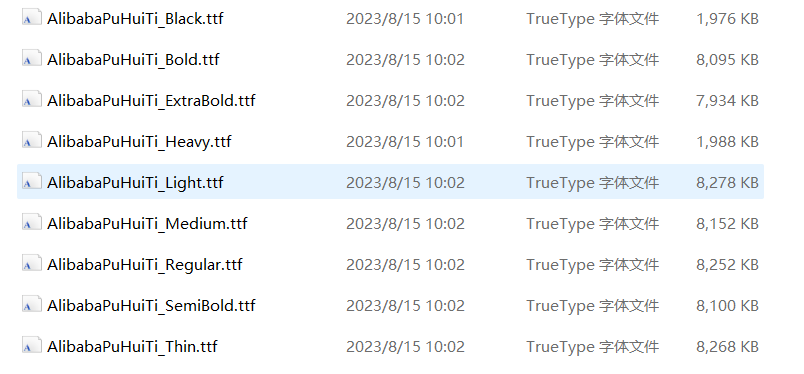 AlibabaPuHuiTi_Black.ttf 2023/8/15 10:01 TrueType 字体文件 1,976 KB
AlibabaPuHuiTi_Bold.ttf 2023/8/15 10:02 TrueType 字体文件 8,095 KB
AlibabaPuHuiTi_ExtraBold.ttf 2023/8/15 10:02 TrueType 字体文件 7,934 KB
AlibabaPuHuiTi_Heavy.ttf 2023/8/15 10:01 TrueType 字体文件 1,988 KB
AlibabaPuHuiTi_Light.ttf 2023/8/15 10:02 TrueType 字体文件 8,278 KB
AlibabaPuHuiTi_Medium.ttf 2023/8/15 10:02 TrueType 字体文件 8,152 KB
AlibabaPuHuiTi_Regular.ttf 2023/8/15 10:02 TrueType 字体文件 8,252 KB
AlibabaPuHuiTi_SemiBold.ttf 2023/8/15 10:02 TrueType 字体文件 8,100 KB
AlibabaPuHuiTi_Thin.ttf 2023/8/15 10:02 TrueType 字体文件 8,268 KB